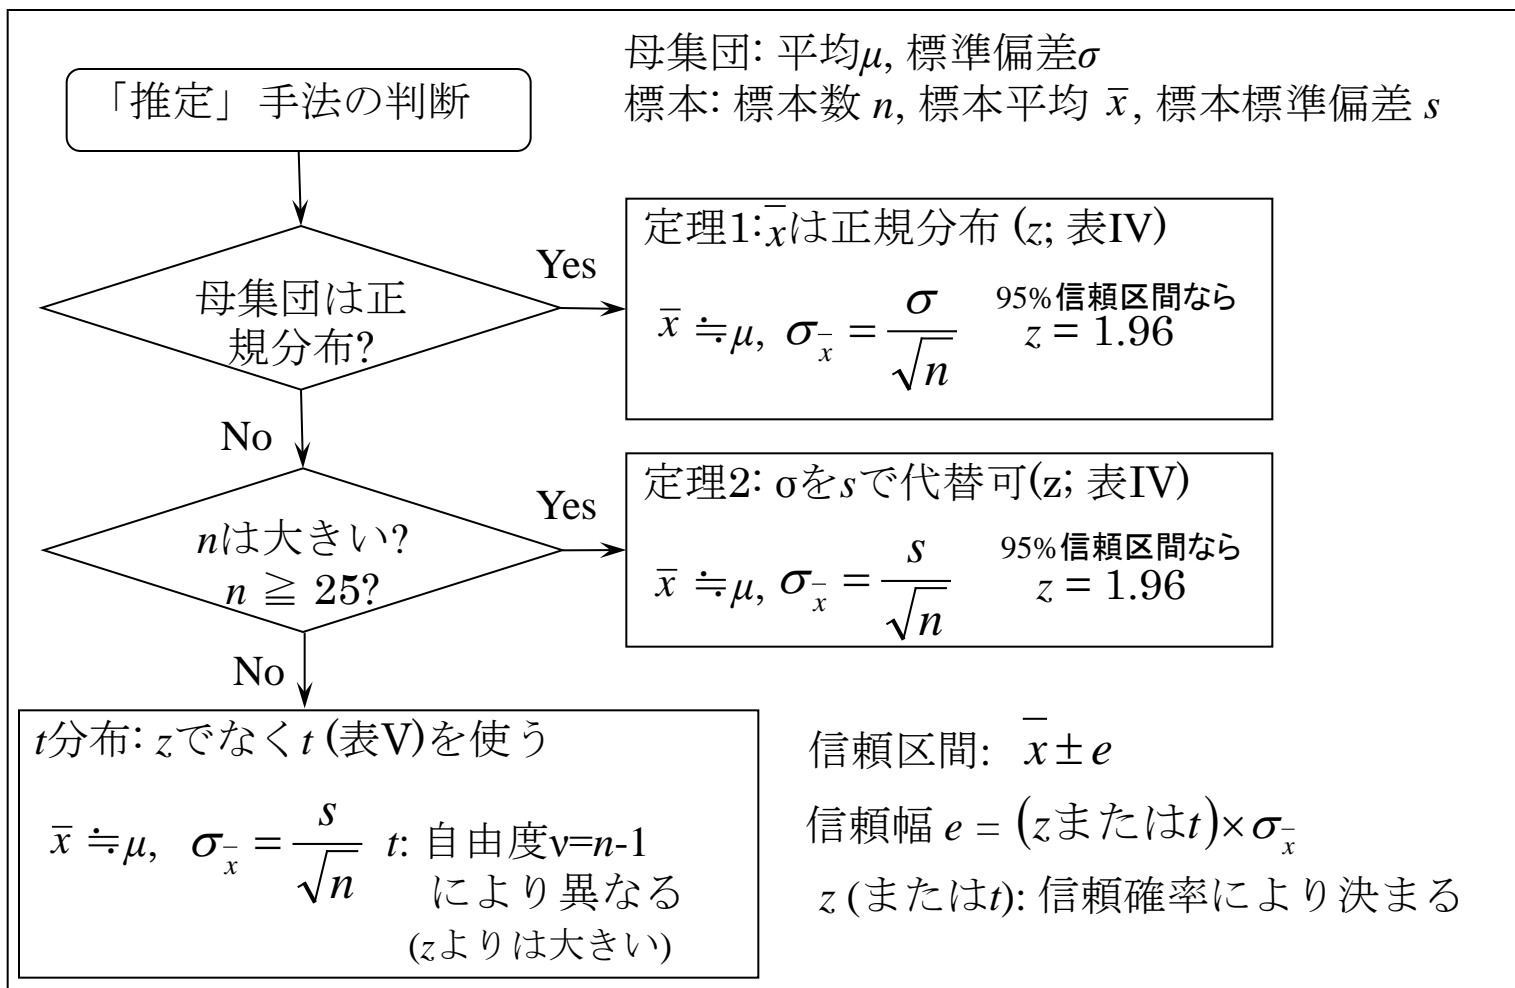 母集団: 平均μ, 標準偏差σ
標本: 標本数 n, 標本平均 x̄, 標本標準偏差 s
「推定」手法の判断
母集団は正
規分布?
Yes
定理1:x̄は正規分布 (z; 表IV)
x̄ ≒μ, σx̄ = σ/√n 95%信頼区間なら
z = 1.96
No
nは大きい?
n ≧ 25?
Yes
定理2: σをsで代替可(z; 表IV)
x̄ ≒μ, σx̄ = s/√n 95%信頼区間なら
z = 1.96
No
t分布: zでなくt (表V)を使う
x̄ ≒μ, σx̄ = s/√n t: 自由度ν=n-1
により異なる
(zよりは大きい)
信頼区間: x̄ ± e
信頼幅 e = (zまたはt)×σx̄
z (またはt): 信頼確率により決まる